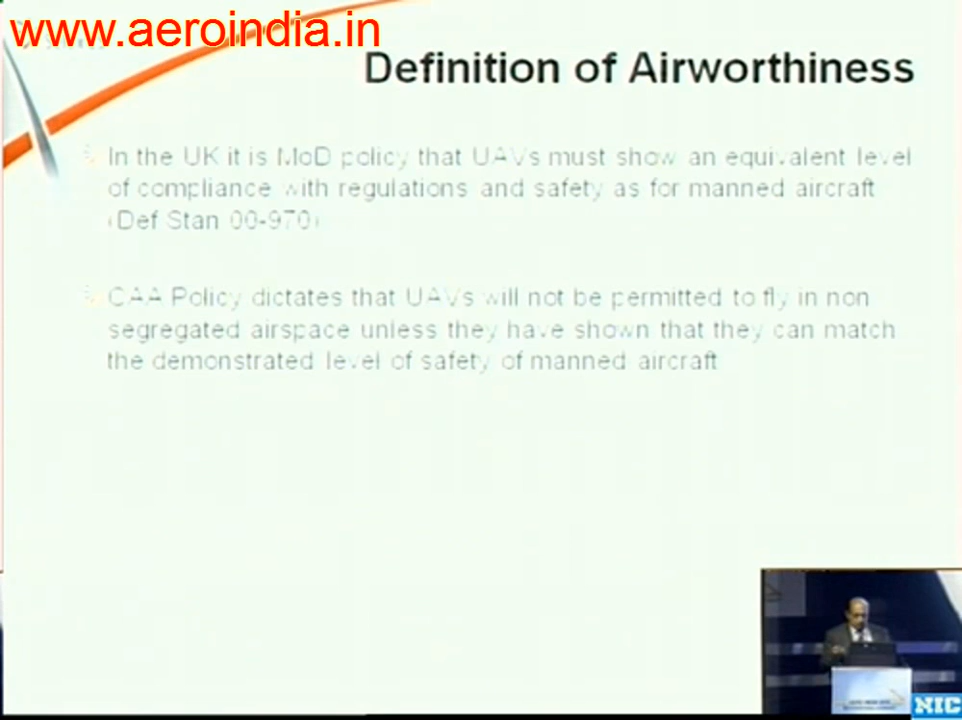 www.aeroindia.in
Definition of Airworthiness
In the UK it is MoD policy that UAVs must show an equivalent level
of compliance with regulations and safety as for manned aircraft
(Def Stan 00-970)
CAA Policy dictates that UAVs will not be permitted to fly in non
segregated airspace unless they have shown that they can match
the demonstrated level of safety of manned aircraft
NIC